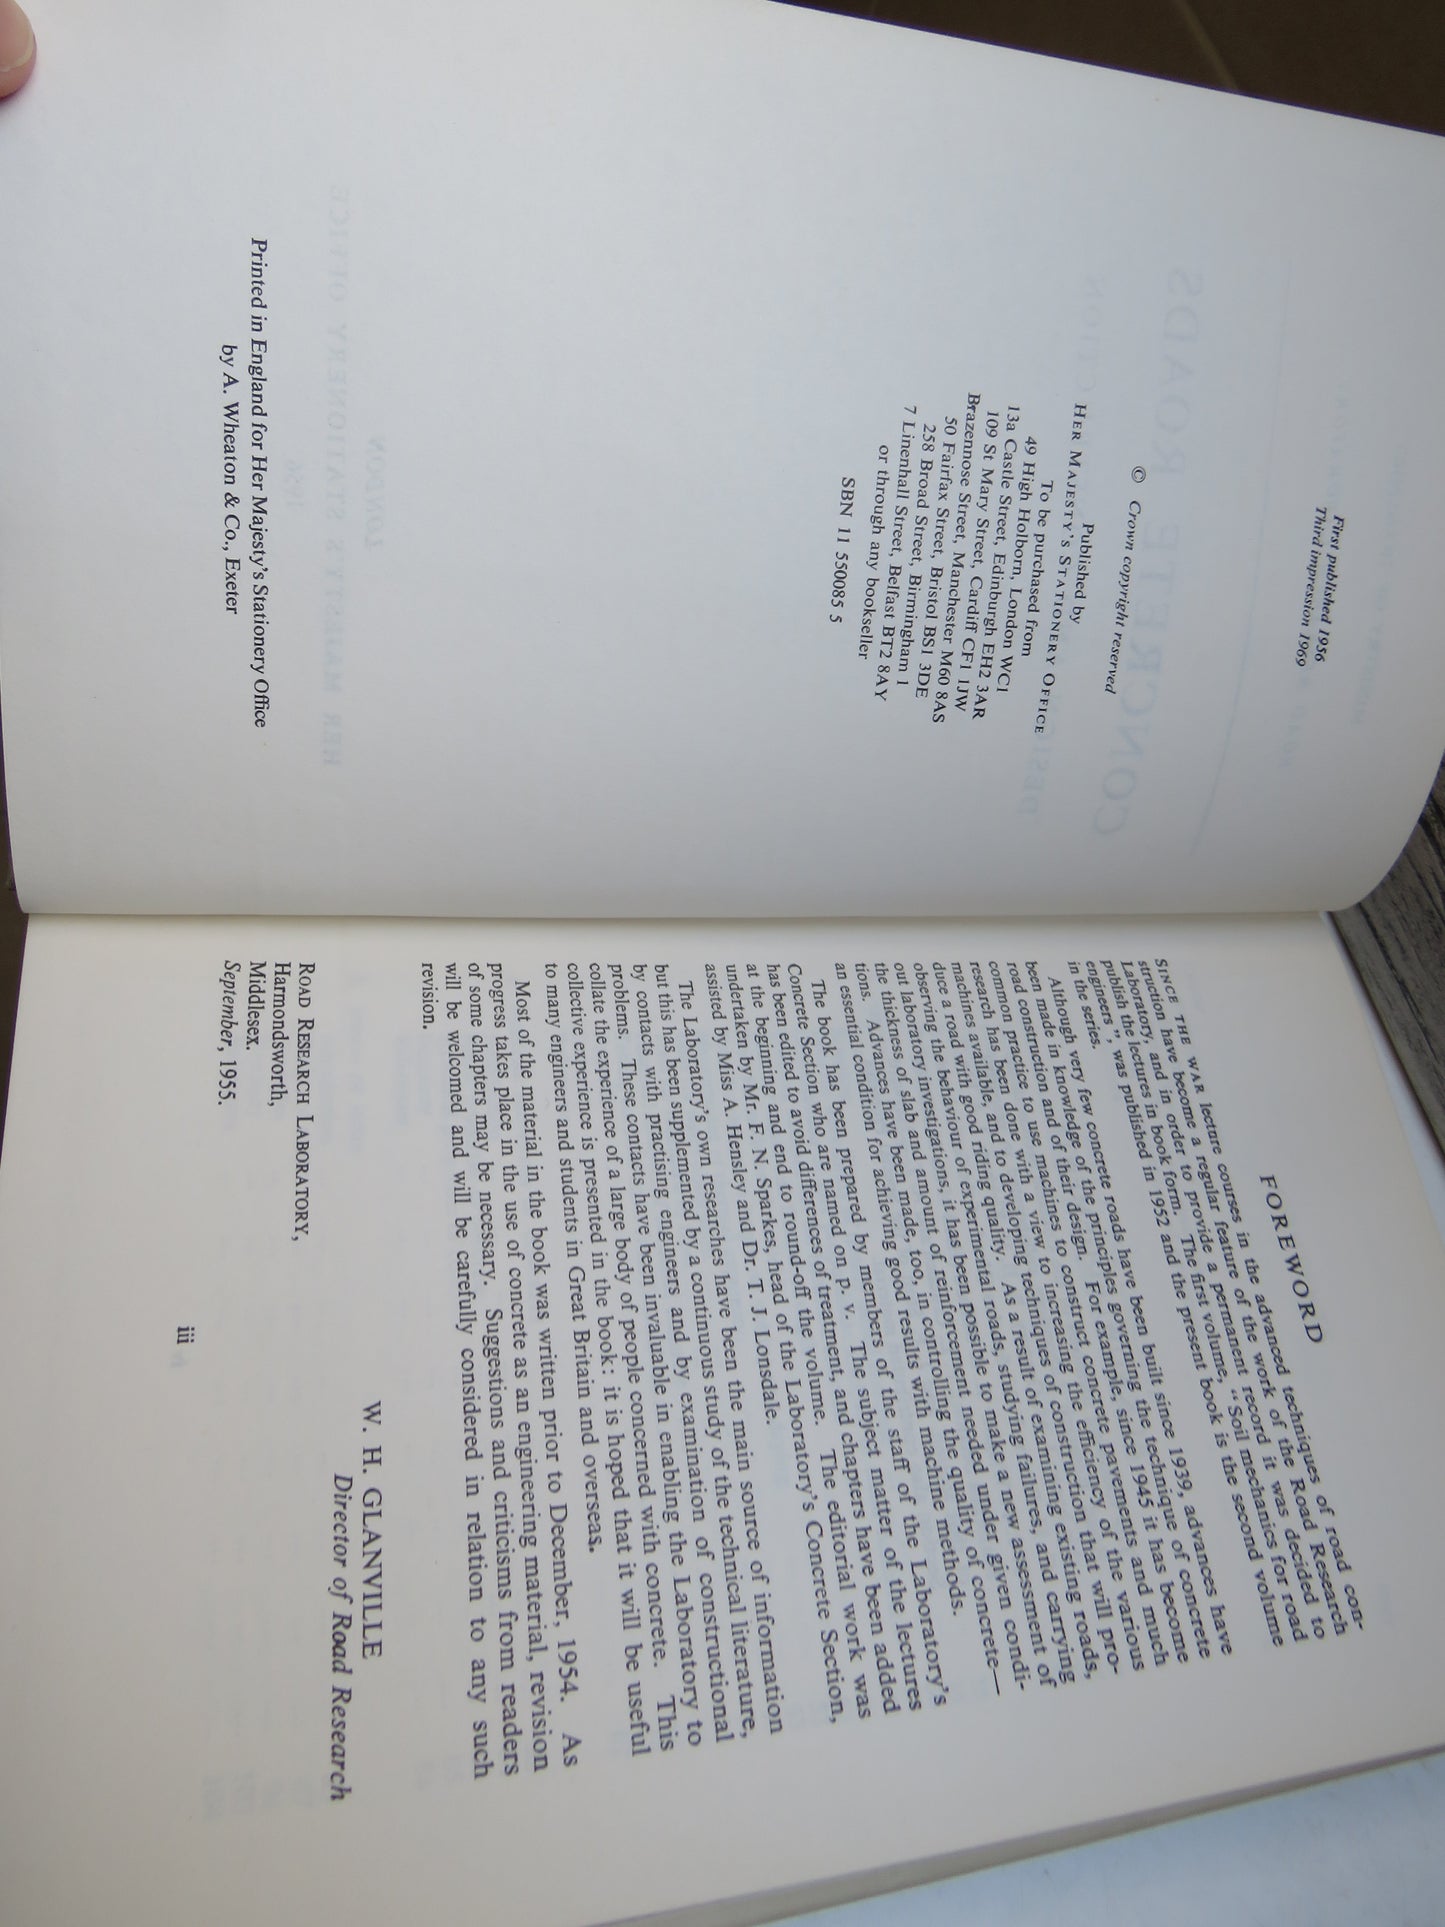 First published 1956
Third impression 1969
© Crown copyright reserved
Published by
HER MAJESTY'S STATIONERY OFFICE
To be purchased from
49 High Holborn, London WC1
13a Castle Street, Edinburgh EH2 3AR
109 St Mary Street, Cardiff CF1 1JW
Brazennose Street, Manchester M60 8AS
50 Fairfax Street, Bristol BS1 3DE
258 Broad Street, Birmingham 1
7 Linenhall Street, Belfast BT2 8AY
or through any bookseller
SBN 11 550085 5
Printed in England for Her Majesty's Stationery Office
by A. Wheaton & Co., Exeter
FOREWORD
SINCE THE WAR lecture courses in the advanced techniques of road con-
struction have become a regular feature of the work of the Road Research
Laboratory, and in order to provide a permanent record it was decided to
publish the lectures in book form. The first volume, "Soil mechanics for road
engineers", was published in 1952 and the present book is the second volume
in the series.
Although very few concrete roads have been built since 1939, advances have
been made in knowledge of the principles governing the technique of concrete
road construction and of their design. For example, since 1945 it has become
common practice to use machines to construct concrete pavements and much
research has been done with a view to increasing the efficiency of the various
machines available, and to developing techniques of construction that will pro-
duce a road with good riding quality. As a result of examining existing roads,
observing the behaviour of experimental roads, studying failures, and carrying
out laboratory investigations, it has been possible to make a new assessment of
the thickness of slab and amount of reinforcement needed under given condi-
tions. Advances have been made, too, in controlling the quality of concrete—
an essential condition for achieving good results with machine methods.
The book has been prepared by members of the staff of the Laboratory's
Concrete Section who are named on p. v. The subject matter of the lectures
has been edited to avoid differences of treatment, and chapters have been added
at the beginning and end to round-off the volume. The editorial work was
undertaken by Mr. F. N. Sparkes, head of the Laboratory's Concrete Section,
assisted by Miss A. Hensley and Dr. T. J. Lonsdale.
The Laboratory's own researches have been the main source of information
but this has been supplemented by a continuous study of the technical literature,
by contacts with practising engineers and by examination of constructional
problems. These contacts have been invaluable in enabling the Laboratory to
collate the experience of a large body of people concerned with concrete. This
collective experience is presented in the book: it is hoped that it will be useful
to many engineers and students in Great Britain and overseas.
Most of the material in the book was written prior to December, 1954. As
progress takes place in the use of concrete as an engineering material, revision
of some chapters may be necessary. Suggestions and criticisms from readers
will be welcomed and will be carefully considered in relation to any such
revision.
W. H. GLANVILLE
Director of Road Research
ROAD RESEARCH LABORATORY,
Harmondsworth,
Middlesex.
September, 1955.
iii